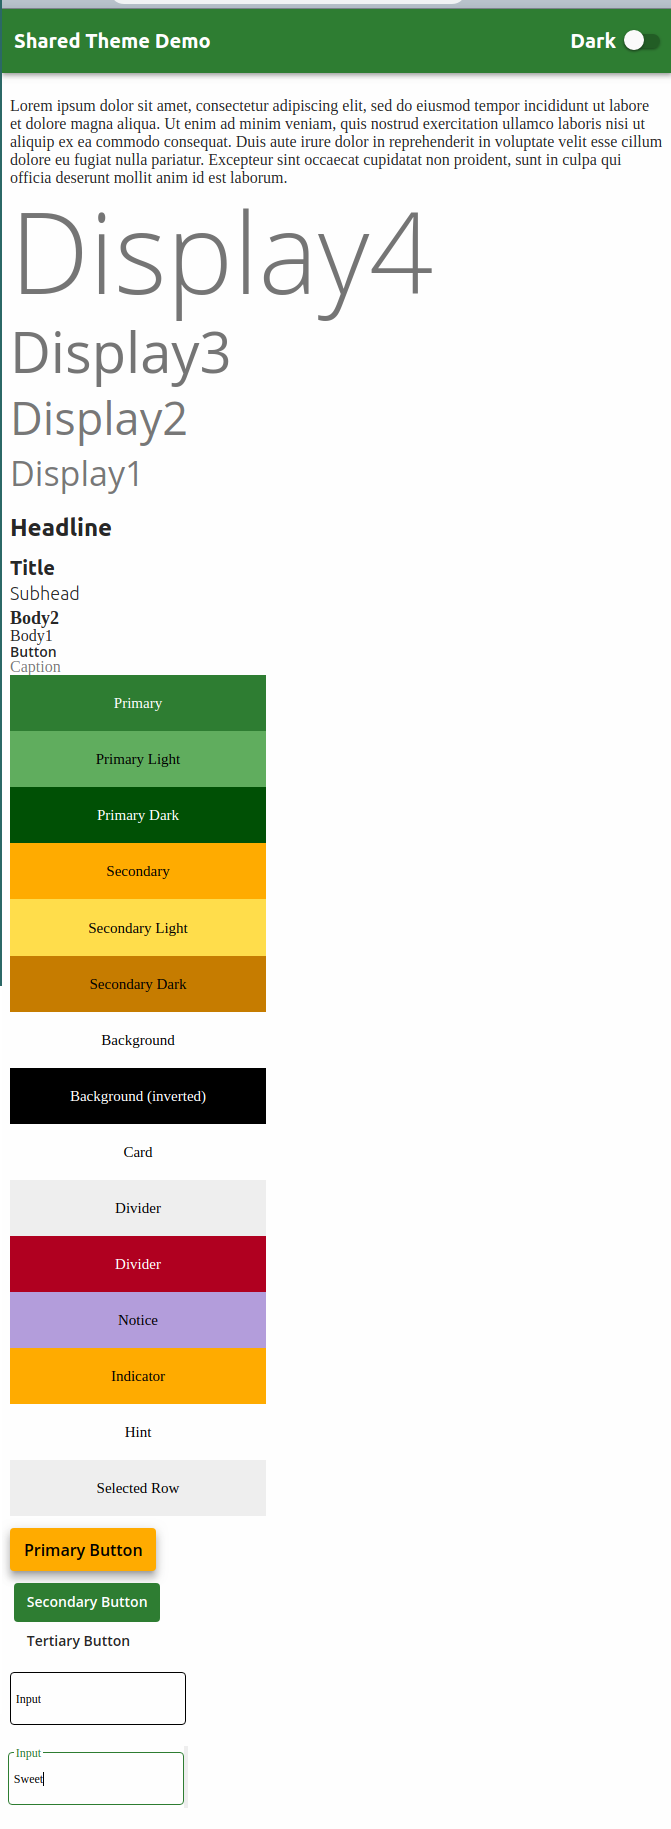 Shared Theme Demo
Dark
Lorem ipsum dolor sit amet, consectetur adipiscing elit, sed do eiusmod tempor incididunt ut labore
et dolore magna aliqua. Ut enim ad minim veniam, quis nostrud exercitation ullamco laboris nisi ut
aliquip ex ea commodo consequat. Duis aute irure dolor in reprehenderit in voluptate velit esse cillum
dolore eu fugiat nulla pariatur. Excepteur sint occaecat cupidatat non proident, sunt in culpa qui
officia deserunt mollit anim id est laborum.
Display4
Display3
Display2
Display1
Headline
Title
Subhead
Body2
Body1
Button
Caption
Primary
Primary Light
Primary Dark
Secondary
Secondary Light
Secondary Dark
Background
Background (inverted)
Card
Divider
Divider
Notice
Indicator
Hint
Selected Row
Primary Button
Secondary Button
Tertiary Button
Input
Input
Sweet